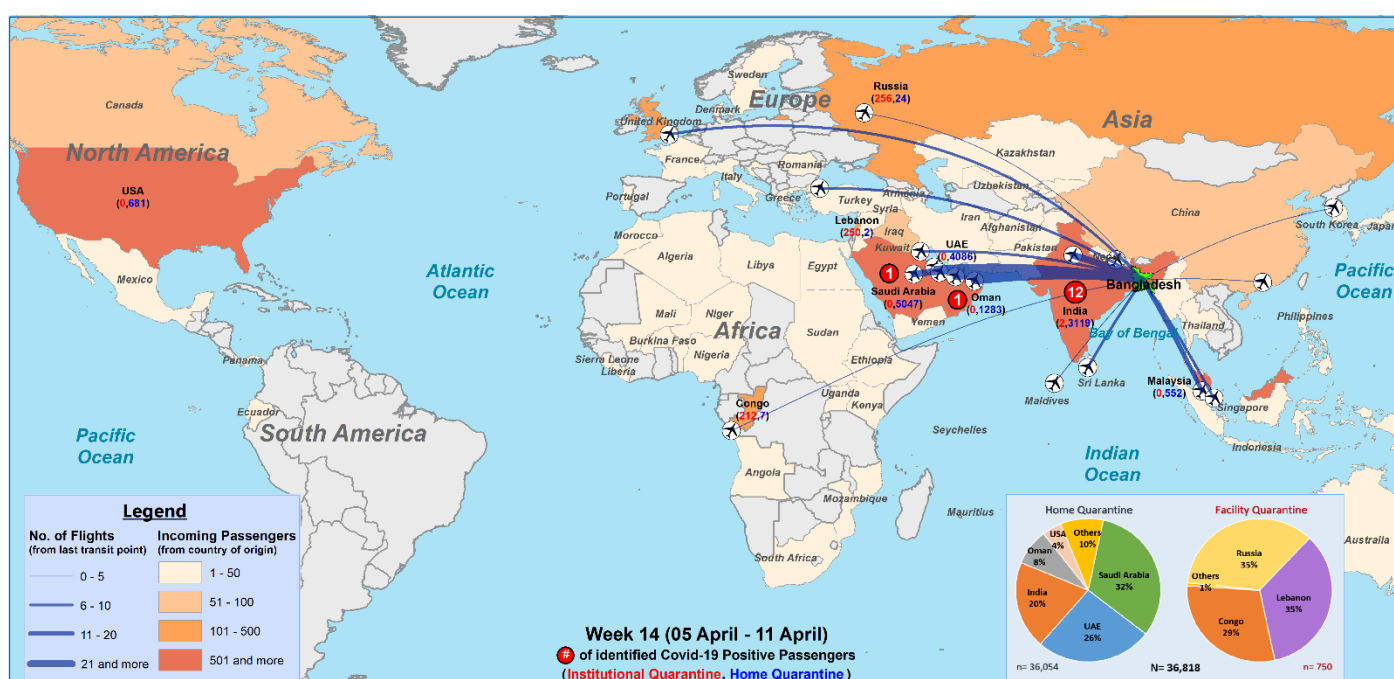 Sweden
Russia
(256,24)
Canada
Denmark
Europe
United Kingdom
Asia
North America
Kazakhstan
France
Romania
USA
(0,681)
Italy
Uzbekistan
Portugal
Greece
Turkey
Armenia
China
Syria
Iran
Afghanistan
South Korea
Japan
Lebanon
(250,2)
Iraq
Morocco
Kuwait
UAE
(0,4086)
Pakistan
Algeria
Libya
Egypt
Mexico
Atlantic
Ocean
Pacific
Ocean
1
Saudi Arabia
(0,5047)
1
Oman
(0,1283)
12
India
(2,3119)
Bangladesh
Mali
Niger
Africa
Sudan
Yemen
Bay of Bengal
Thailand
Philippines
Burkina Faso
Nigeria
Panama
Sierra Leone
Liberia
Ethiopia
Sri Lanka
Maldives
Malaysia
(0,552)
Singapore
Uganda
Kenya
Congo
(212,7)
Ecuador
South America
Pacific
Ocean
Seychelles
Indonesia
Indian
Ocean
Angola
Mozambique
Mauritius
South Africa
Australia
Legend
No. of Flights
(from last transit point)
0 - 5
6 - 10
11 - 20
21 and more
Incoming Passengers
(from country of origin)
1 - 50
51 - 100
101 - 500
501 and more
Week 14 (05 April - 11 April)
# of identified Covid-19 Positive Passengers
(Institutional Quarantine, Home Quarantine)
Home Quarantine
USA
4%
Others
10%
Oman
8%
Saudi Arabia
32%
India
20%
UAE
26%
n= 36,054
N= 36,818
Facility Quarantine
Russia
35%
Others
1%
Lebanon
35%
Congo
29%
n= 750